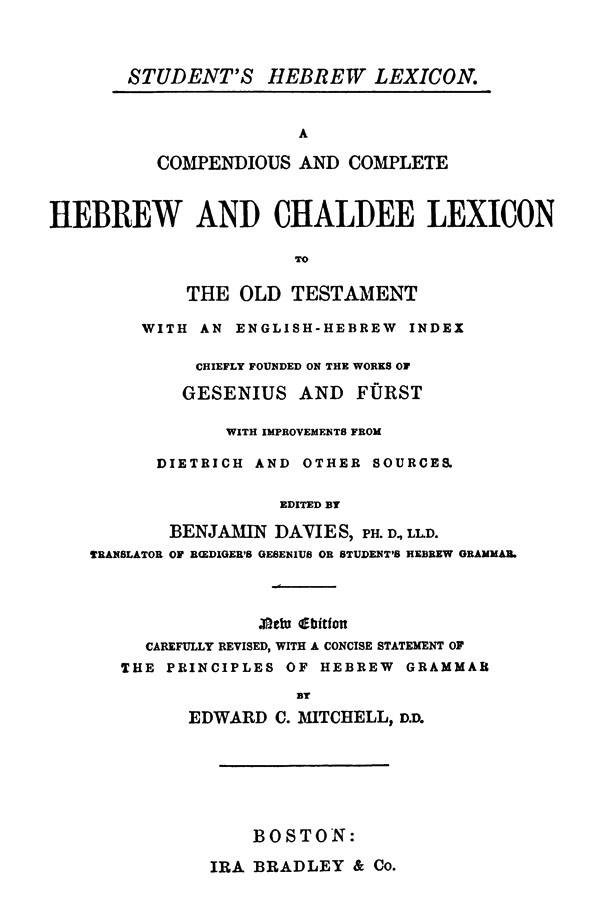 STUDENT'S HEBREW LEXICON.
A
COMPENDIOUS AND COMPLETE
HEBREW AND CHALDEE LEXICON
TO
THE OLD TESTAMENT
WITH AN ENGLISH-HEBREW INDEX
CHIEFLY FOUNDED ON THE WORKS OF
GESENIUS AND FÜRST
WITH IMPROVEMENTS FROM
DIETRICH AND OTHER SOURCES.
EDITED BY
BENJAMIN DAVIES, PH. D., LL.D.
TRANSLATOR OF RŒDIGER'S GESENIUS OR STUDENT'S HEBREW GRAMMAR.
New Edition
CAREFULLY REVISED, WITH A CONCISE STATEMENT OF
THE PRINCIPLES OF HEBREW GRAMMAR
BY
EDWARD C. MITCHELL, D.D.
BOSTON:
IRA BRADLEY & Co.